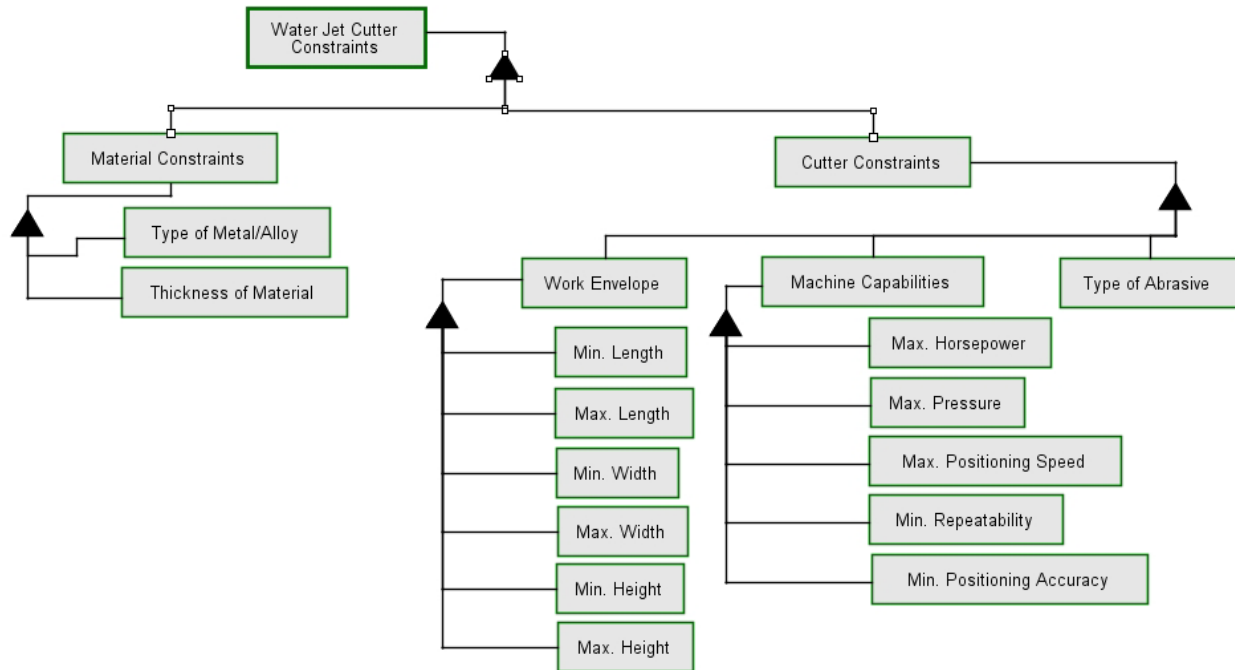 Water Jet Cutter
Constraints
Material Constraints
Cutter Constraints
Type of Metal/Alloy
Thickness of Material
Work Envelope
Machine Capabilities
Type of Abrasive
Min. Length
Max. Length
Min. Width
Max. Width
Min. Height
Max. Height
Max. Horsepower
Max. Pressure
Max. Positioning Speed
Min. Repeatability
Min. Positioning Accuracy